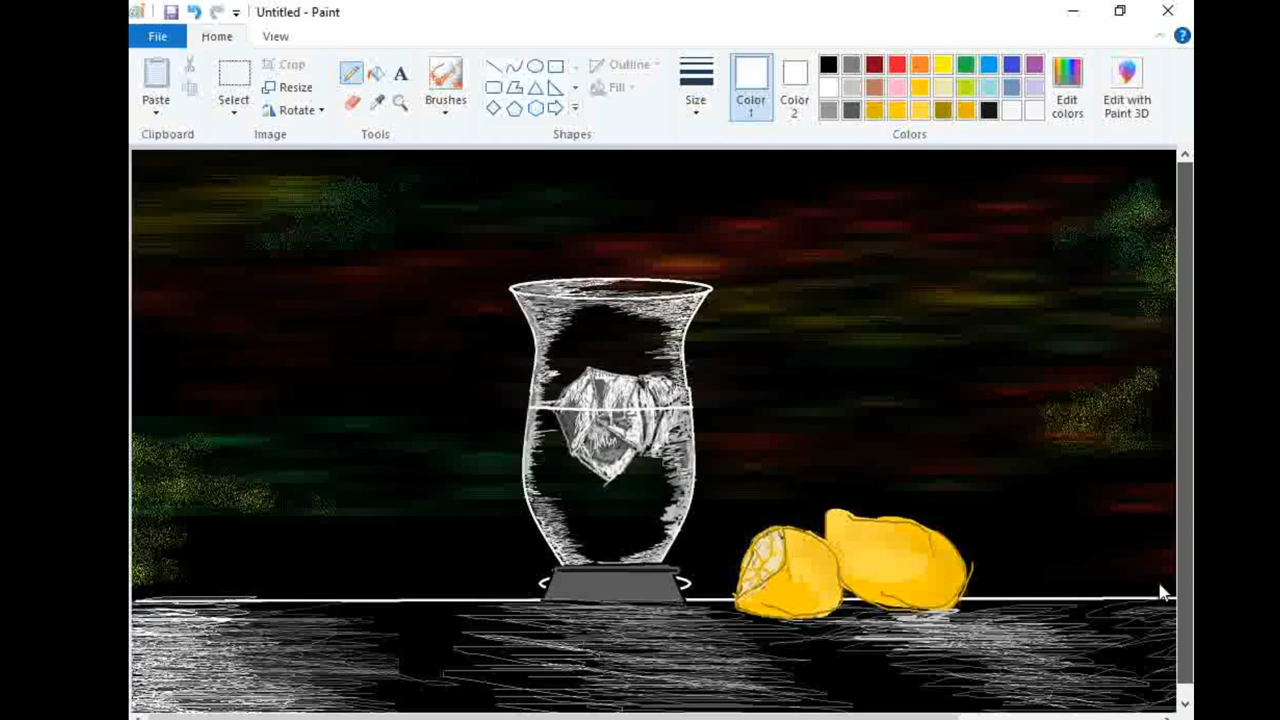 Untitled - Paint
File Home View
Paste
Select
Crop
Resize
Rotate
A
Brushes
Outline
Fill
Size
Color 1
Color 2
Edit colors
Edit with Paint 3D
Clipboard
Image
Tools
Shapes
Colors
?